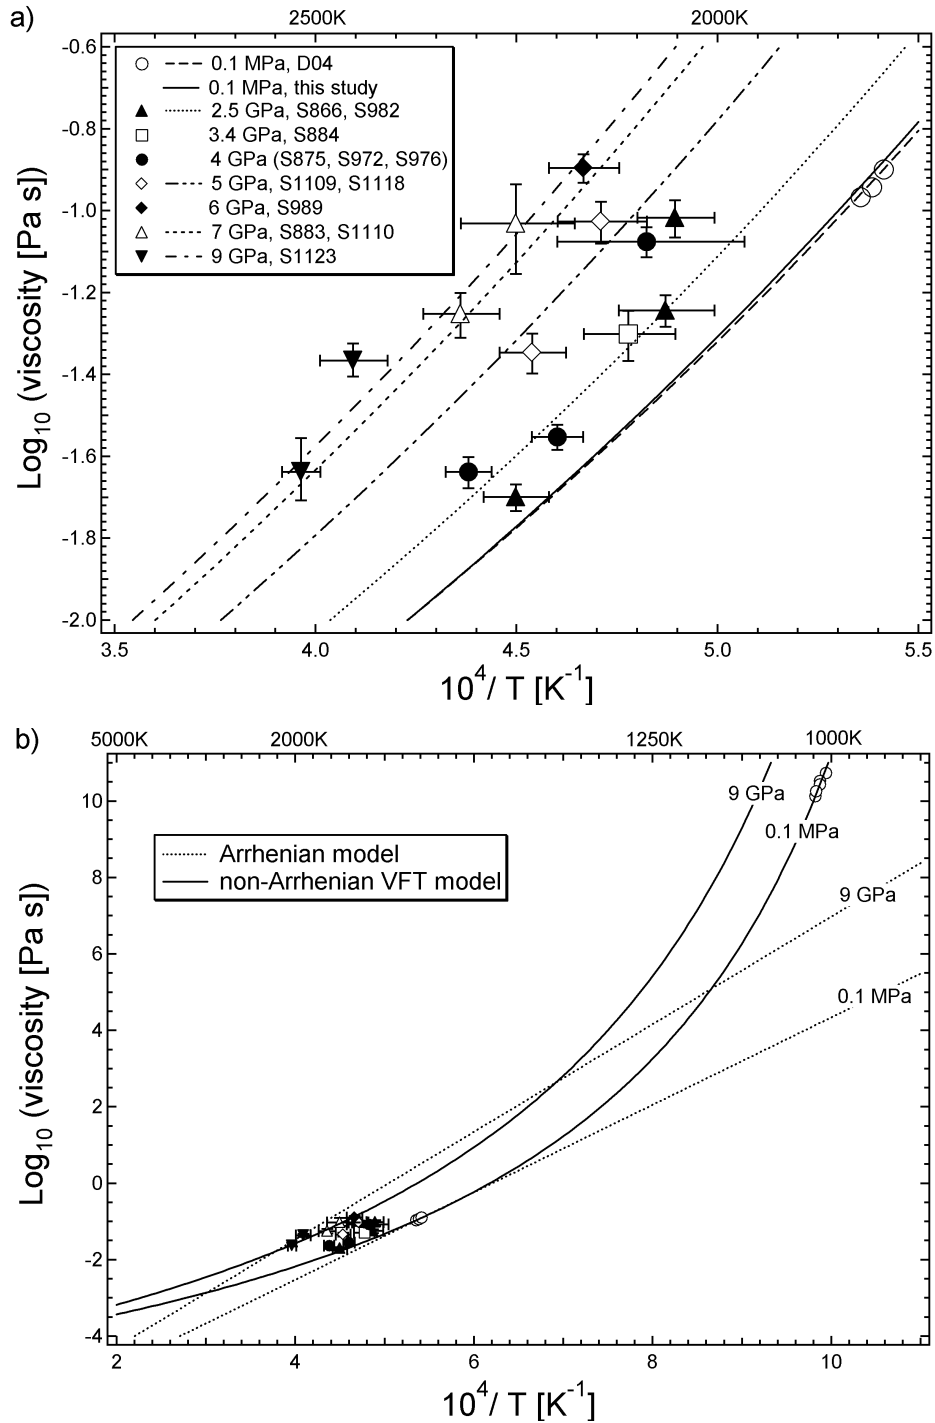 a)
2500K
2000K
-0.6
-0.8
-1.0
-1.2
-1.4
-1.6
-1.8
-2.0
Log10 (viscosity [Pa s])
0.1 MPa, D04
0.1 MPa, this study
2.5 GPa, S866, S982
3.4 GPa, S884
4 GPa (S875, S972, S976)
5 GPa, S1109, S1118
6 GPa, S989
7 GPa, S883, S1110
9 GPa, S1123
3.5
4.0
4.5
5.0
5.5
10^4/ T [K^-1]
b)
5000K
2000K
1250K
1000K
10
8
6
4
2
0
-2
-4
Log10 (viscosity [Pa s])
Arrhenian model
non-Arrhenian VFT model
9 GPa
0.1 MPa
9 GPa
0.1 MPa
2
4
6
8
10
10^4/ T [K^-1]